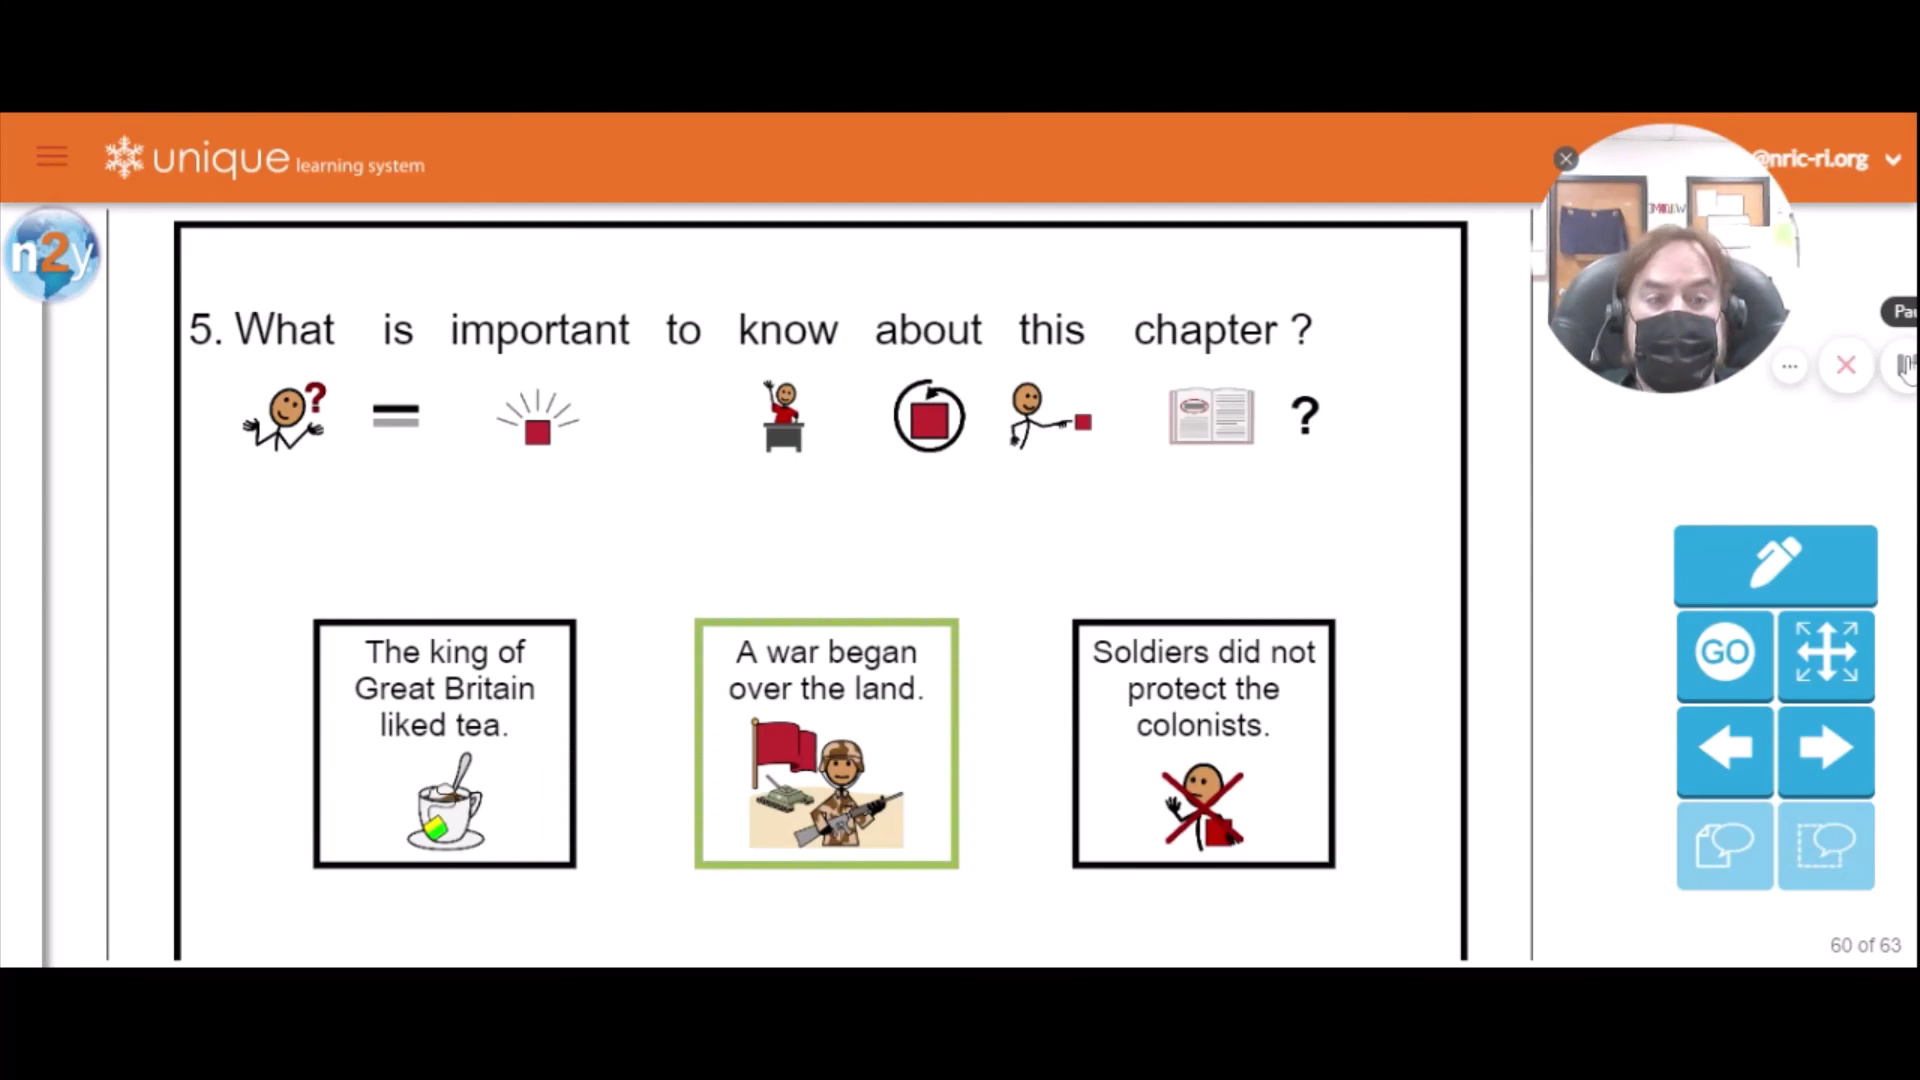 unique learning system
@nric-ri.org
n2y
Pau
5. What is important to know about this chapter ?
?
The king of
Great Britain
liked tea.
A war began
over the land.
Soldiers did not
protect the
colonists.
GO
60 of 63